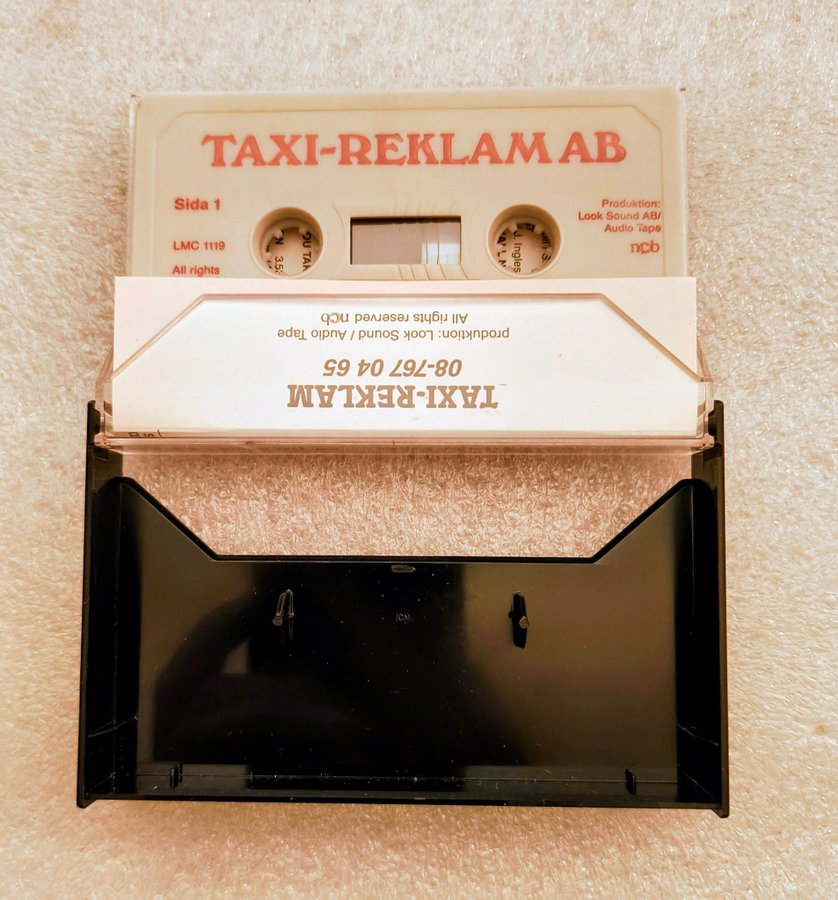 TAXI-REKLAM AB
Sida 1
LMC 1119
All rights
Produktion:
Look Sound AB/
Audio Tape
ncb
TAXI-REKLAM
08-767 04 65
produktion: Look Sound / Audio Tape
All rights reserved ncb
ICM